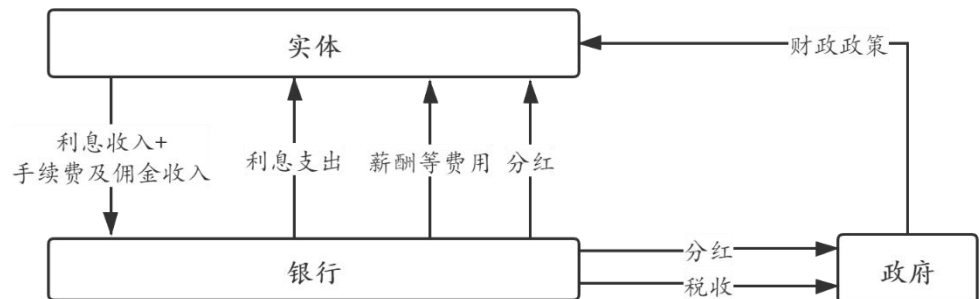 实体
财政政策
利息收入+
手续费及佣金收入
利息支出
薪酬等费用
分红
银行
分红
税收
政府